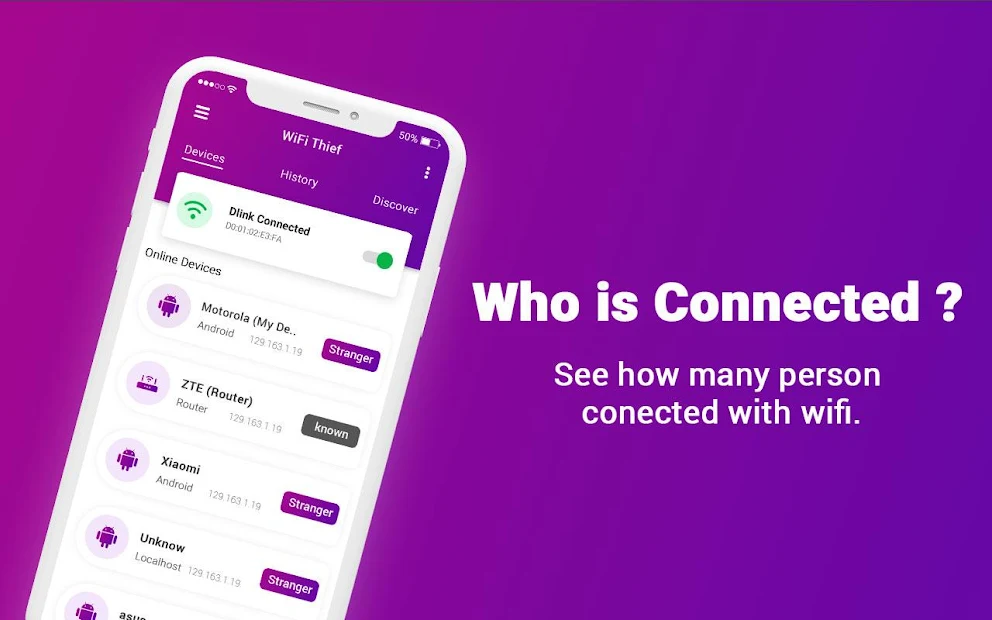 50%
WiFi Thief
Devices
History
Discover
Dlink Connected
D0:01:02:E3:FA
Online Devices
Motorola (My De..
Android 129.163.1.19
Stranger
ZTE (Router)
Router 129.163.1.19
known
Xiaomi
Android 129.163.1.19
Stranger
Unknow
Localhost 129.163.1.19
Stranger
Who is Connected ?
See how many person
conected with wifi.